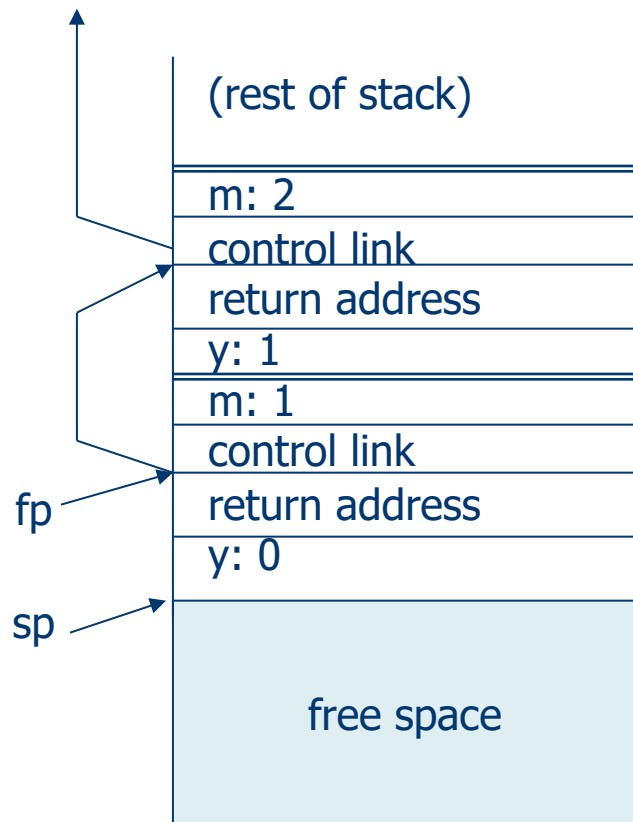 (rest of stack)
m: 2
control link
return address
y: 1
m: 1
control link
return address
fp
y: 0
sp
free space